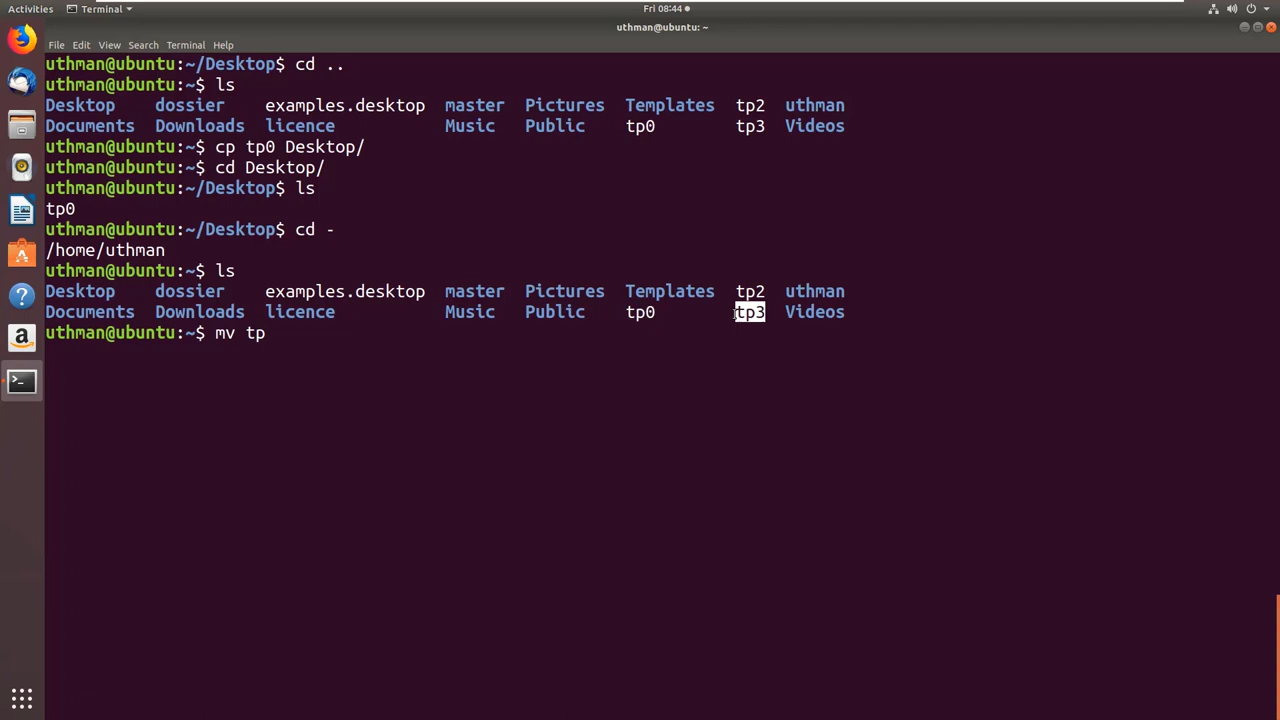 Activities Terminal Fri 08:44
uthman@ubuntu: ~
File Edit View Search Terminal Help
uthman@ubuntu:~/Desktop$ cd ..
uthman@ubuntu:~$ ls
Desktop dossier examples.desktop master Pictures Templates tp2 uthman
Documents Downloads licence Music Public tp0 tp3 Videos
uthman@ubuntu:~$ cp tp0 Desktop/
uthman@ubuntu:~$ cd Desktop/
uthman@ubuntu:~/Desktop$ ls
tp0
uthman@ubuntu:~/Desktop$ cd -
/home/uthman
uthman@ubuntu:~$ ls
Desktop dossier examples.desktop master Pictures Templates tp2 uthman
Documents Downloads licence Music Public tp0 tp3 Videos
uthman@ubuntu:~$ mv tp